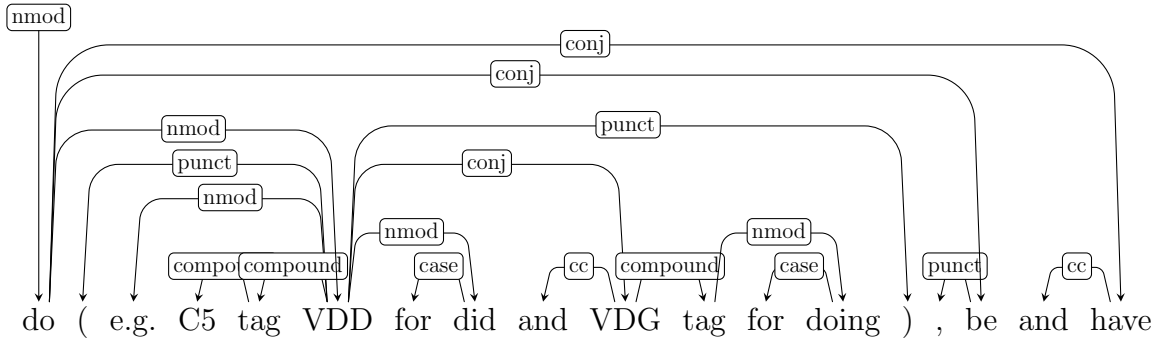 nmod
conj
conj
nmod punct
punct conj
nmod
nmod nmod
compound compound case cc compound case punct cc
do ( e.g. C5 tag VDD for did and VDG tag for doing ) , be and have